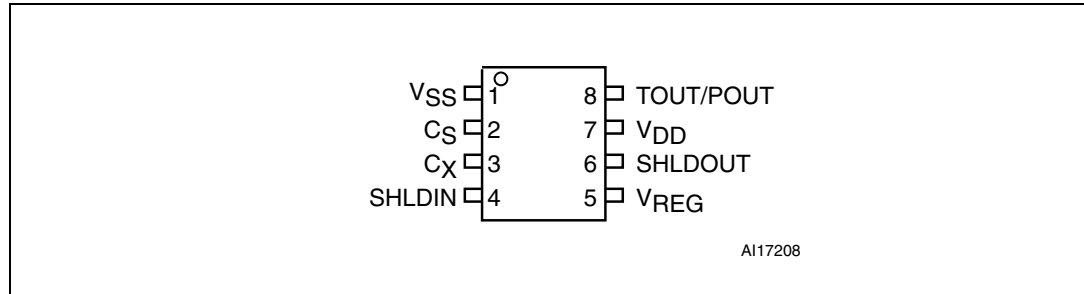 VSS 1 8 TOUT/POUT
CS 2 7 VDD
CX 3 6 SHLDOUT
SHLDIN 4 5 VREG
AI17208